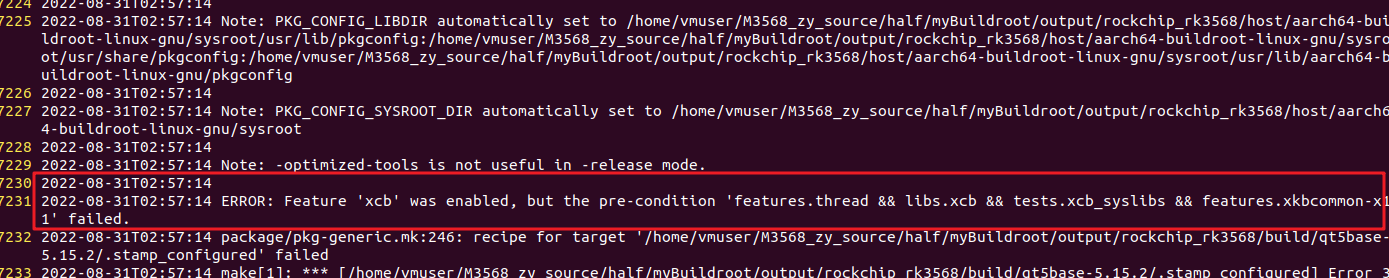 7224 2022-08-31T02:57:14
7225 2022-08-31T02:57:14 Note: PKG_CONFIG_LIBDIR automatically set to /home/vmuser/M3568_zy_source/half/myBuildroot/output/rockchip_rk3568/host/aarch64-bui
ldroot-linux-gnu/sysroot/usr/lib/pkgconfig:/home/vmuser/M3568_zy_source/half/myBuildroot/output/rockchip_rk3568/host/aarch64-buildroot-linux-gnu/sysro
ot/usr/share/pkgconfig:/home/vmuser/M3568_zy_source/half/myBuildroot/output/rockchip_rk3568/host/aarch64-buildroot-linux-gnu/sysroot/usr/lib/aarch64-b
uildroot-linux-gnu/pkgconfig
7226 2022-08-31T02:57:14
7227 2022-08-31T02:57:14 Note: PKG_CONFIG_SYSROOT_DIR automatically set to /home/vmuser/M3568_zy_source/half/myBuildroot/output/rockchip_rk3568/host/aarch6
4-buildroot-linux-gnu/sysroot
7228 2022-08-31T02:57:14
7229 2022-08-31T02:57:14 Note: -optimized-tools is not useful in -release mode.
7230 2022-08-31T02:57:14
7231 2022-08-31T02:57:14 ERROR: Feature 'xcb' was enabled, but the pre-condition 'features.thread && libs.xcb && tests.xcb_syslibs && features.xkbcommon-x1
1' failed.
7232 2022-08-31T02:57:14 package/pkg-generic.mk:246: recipe for target '/home/vmuser/M3568_zy_source/half/myBuildroot/output/rockchip_rk3568/build/qt5base-
5.15.2/.stamp_configured' failed
7233 2022-08-31T02:57:14 make[1]: *** [/home/vmuser/M3568_zy_source/half/myBuildroot/output/rockchip_rk3568/build/qt5base-5.15.2/.stamp_configured] Error 3